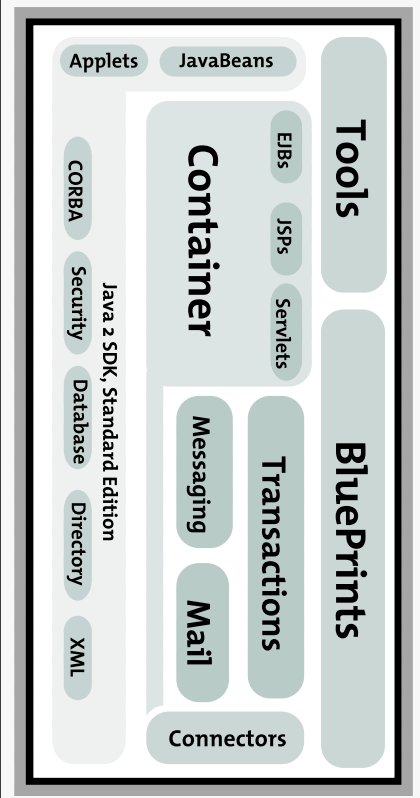 Applets
JavaBeans
Tools
BluePrints
Container
EJBs
JSPs
Servlets
Transactions
Messaging
Mail
Connectors
Java 2 SDK, Standard Edition
CORBA
Security
Database
Directory
XML